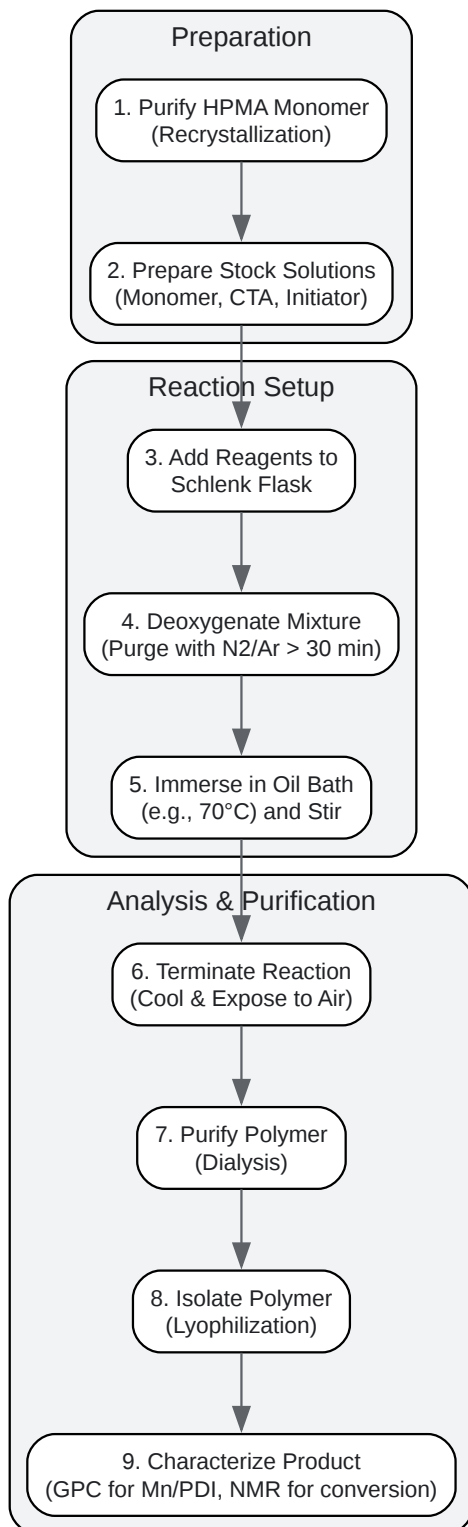 Preparation
1. Purify HPMA Monomer
(Recrystallization)
2. Prepare Stock Solutions
(Monomer, CTA, Initiator)
Reaction Setup
3. Add Reagents to
Schlenk Flask
4. Deoxygenate Mixture
(Purge with N2/Ar > 30 min)
5. Immerse in Oil Bath
(e.g., 70°C) and Stir
Analysis & Purification
6. Terminate Reaction
(Cool & Expose to Air)
7. Purify Polymer
(Dialysis)
8. Isolate Polymer
(Lyophilization)
9. Characterize Product
(GPC for Mn/PDI, NMR for conversion)